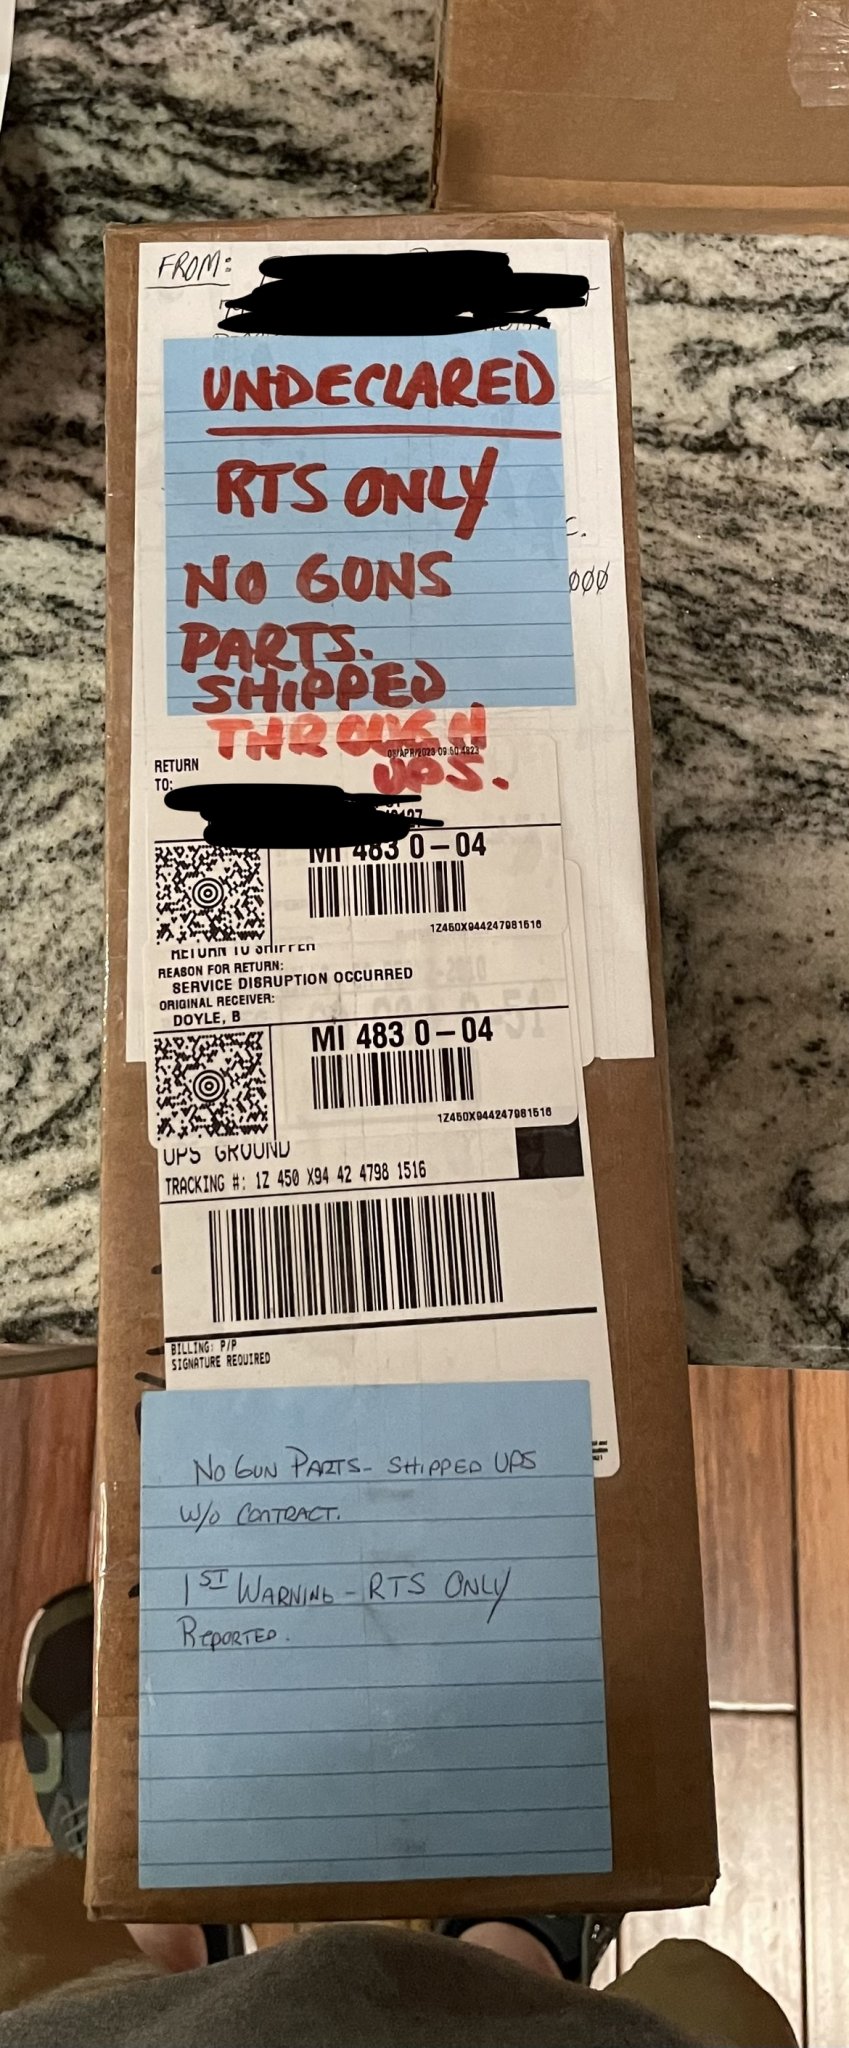 FROM:
UNDECLARED
RTS ONLY
NO GUNS
PARTS.
SHIPPED
THROUGH
UPS.
C.
000
RETURN
TO:
MI 483 0-04
1Z450X944247981516
RETURN TO SHIPPER
REASON FOR RETURN:
SERVICE DISRUPTION OCCURRED
ORIGINAL RECEIVER:
DOYLE, B
MI 483 0-04
1Z450X944247981516
UPS GROUND
TRACKING #: 1Z 450 X94 42 4798 1516
BILLING: P/P
SIGNATURE REQUIRED
NO GUN PARTS- SHIPPED UPS
W/O CONTRACT.
1ST WARNING - RTS ONLY
REPORTED.